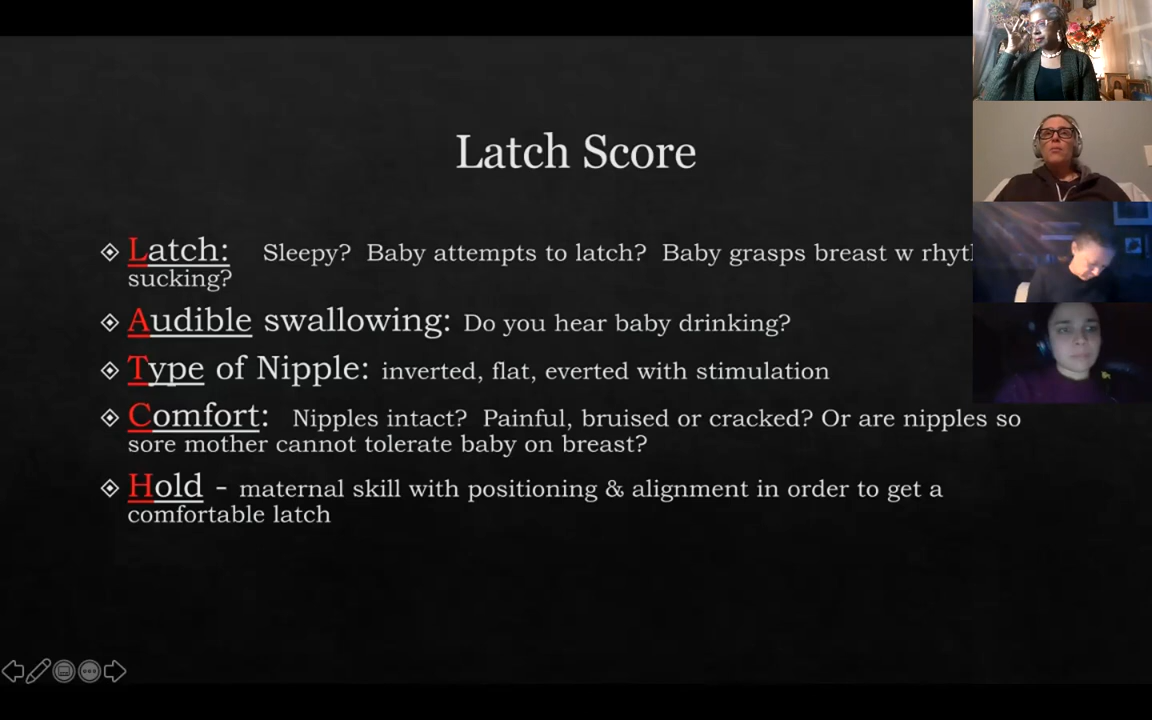 Latch Score
Latch: Sleepy? Baby attempts to latch? Baby grasps breast w
sucking?
Audible swallowing: Do you hear baby drinking?
Type of Nipple: inverted, flat, everted with stimulation
Comfort: Nipples intact? Painful, bruised or cracked? Or are nipples so
sore mother cannot tolerate baby on breast?
Hold - maternal skill with positioning & alignment in order to get a
comfortable latch